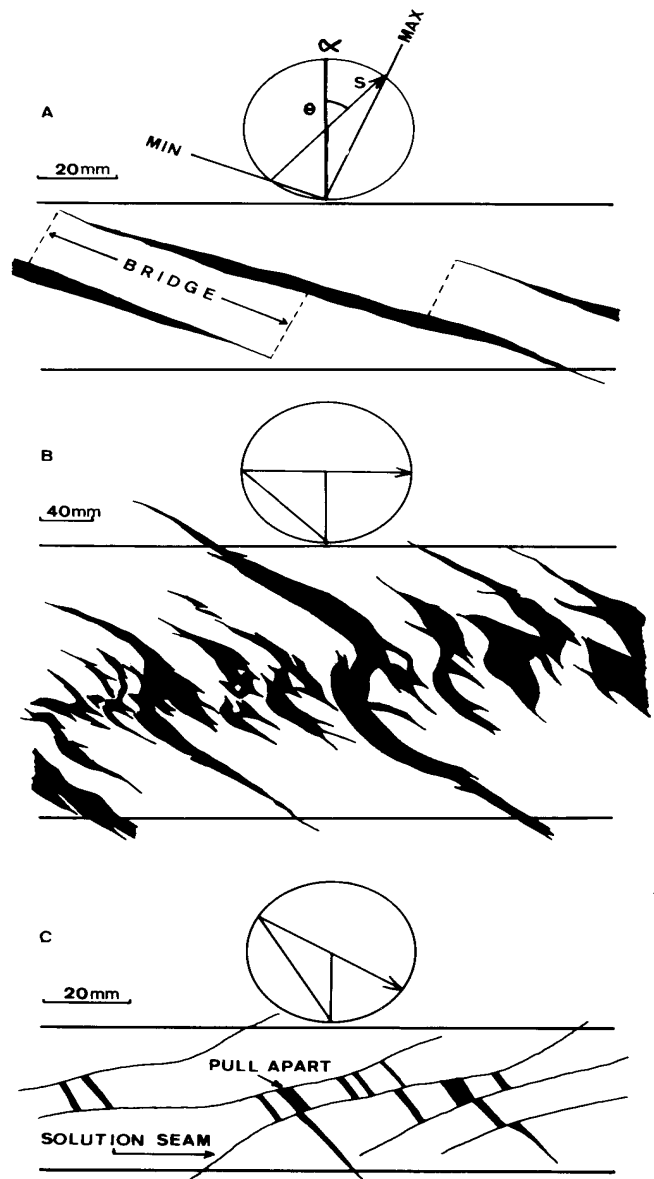 A
∝
MAX
S
θ
MIN
20mm
BRIDGE
B
40mm
C
20mm
PULL APART
SOLUTION SEAM